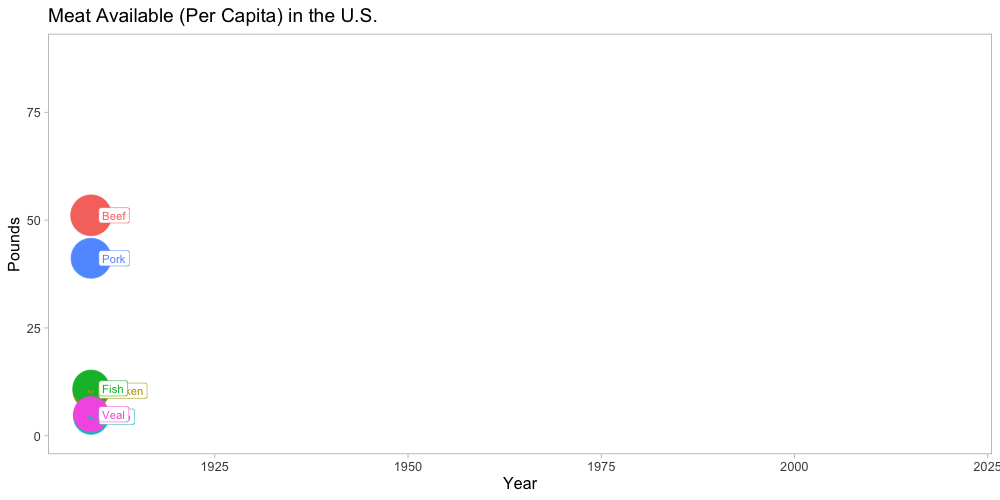 Meat Available (Per Capita) in the U.S.
Pounds
75
50
25
0
Beef
Pork
Fish
Veal
1925
1950
1975
2000
2025
Year